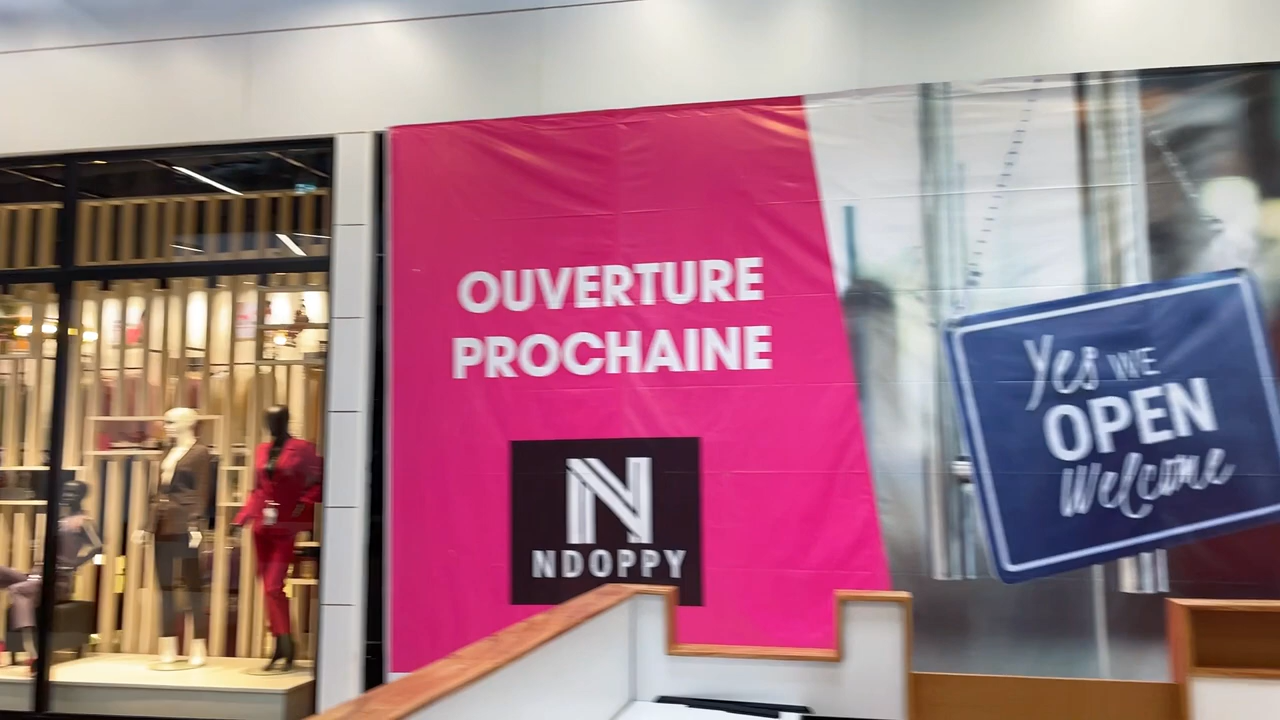 OUVERTURE
PROCHAINE
N
NDOPPY
Yes WE
OPEN
Welcome